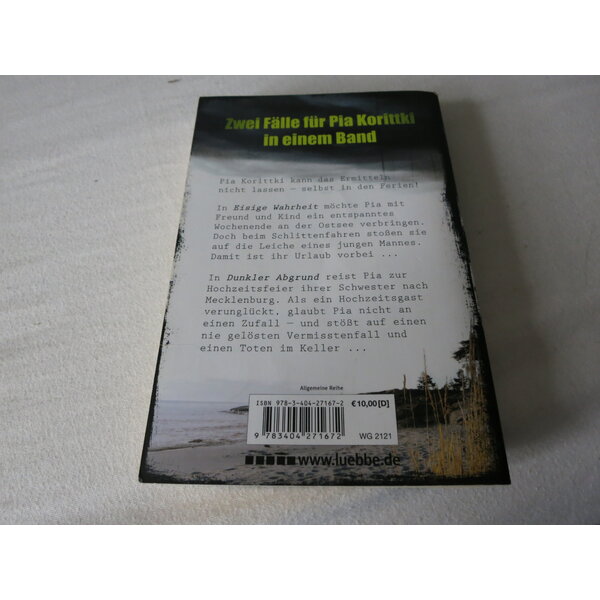 Zwei Fälle für Pia Korittki
in einem Band
Pia Korittki kann das Ermitteln
nicht lassen – selbst in den Ferien!
In Eisige Wahrheit möchte Pia mit
Freund und Kind ein entspanntes
Wochenende an der Ostsee verbringen.
Doch beim Schlittenfahren stoßen sie
auf die Leiche eines jungen Mannes.
Damit ist ihr Urlaub vorbei ...
In Dunkler Abgrund reist Pia zur
Hochzeitsfeier ihrer Schwester nach
Mecklenburg. Als ein Hochzeitsgast
verunglückt, glaubt Pia nicht an
einen Zufall – und stößt auf einen
nie gelösten Vermisstenfall und
einen Toten im Keller ...
Allgemeine Reihe
ISBN 978-3-404-27167-2
€ 10,00 [D]
9 783404 271672
WG 2121
www.luebbe.de